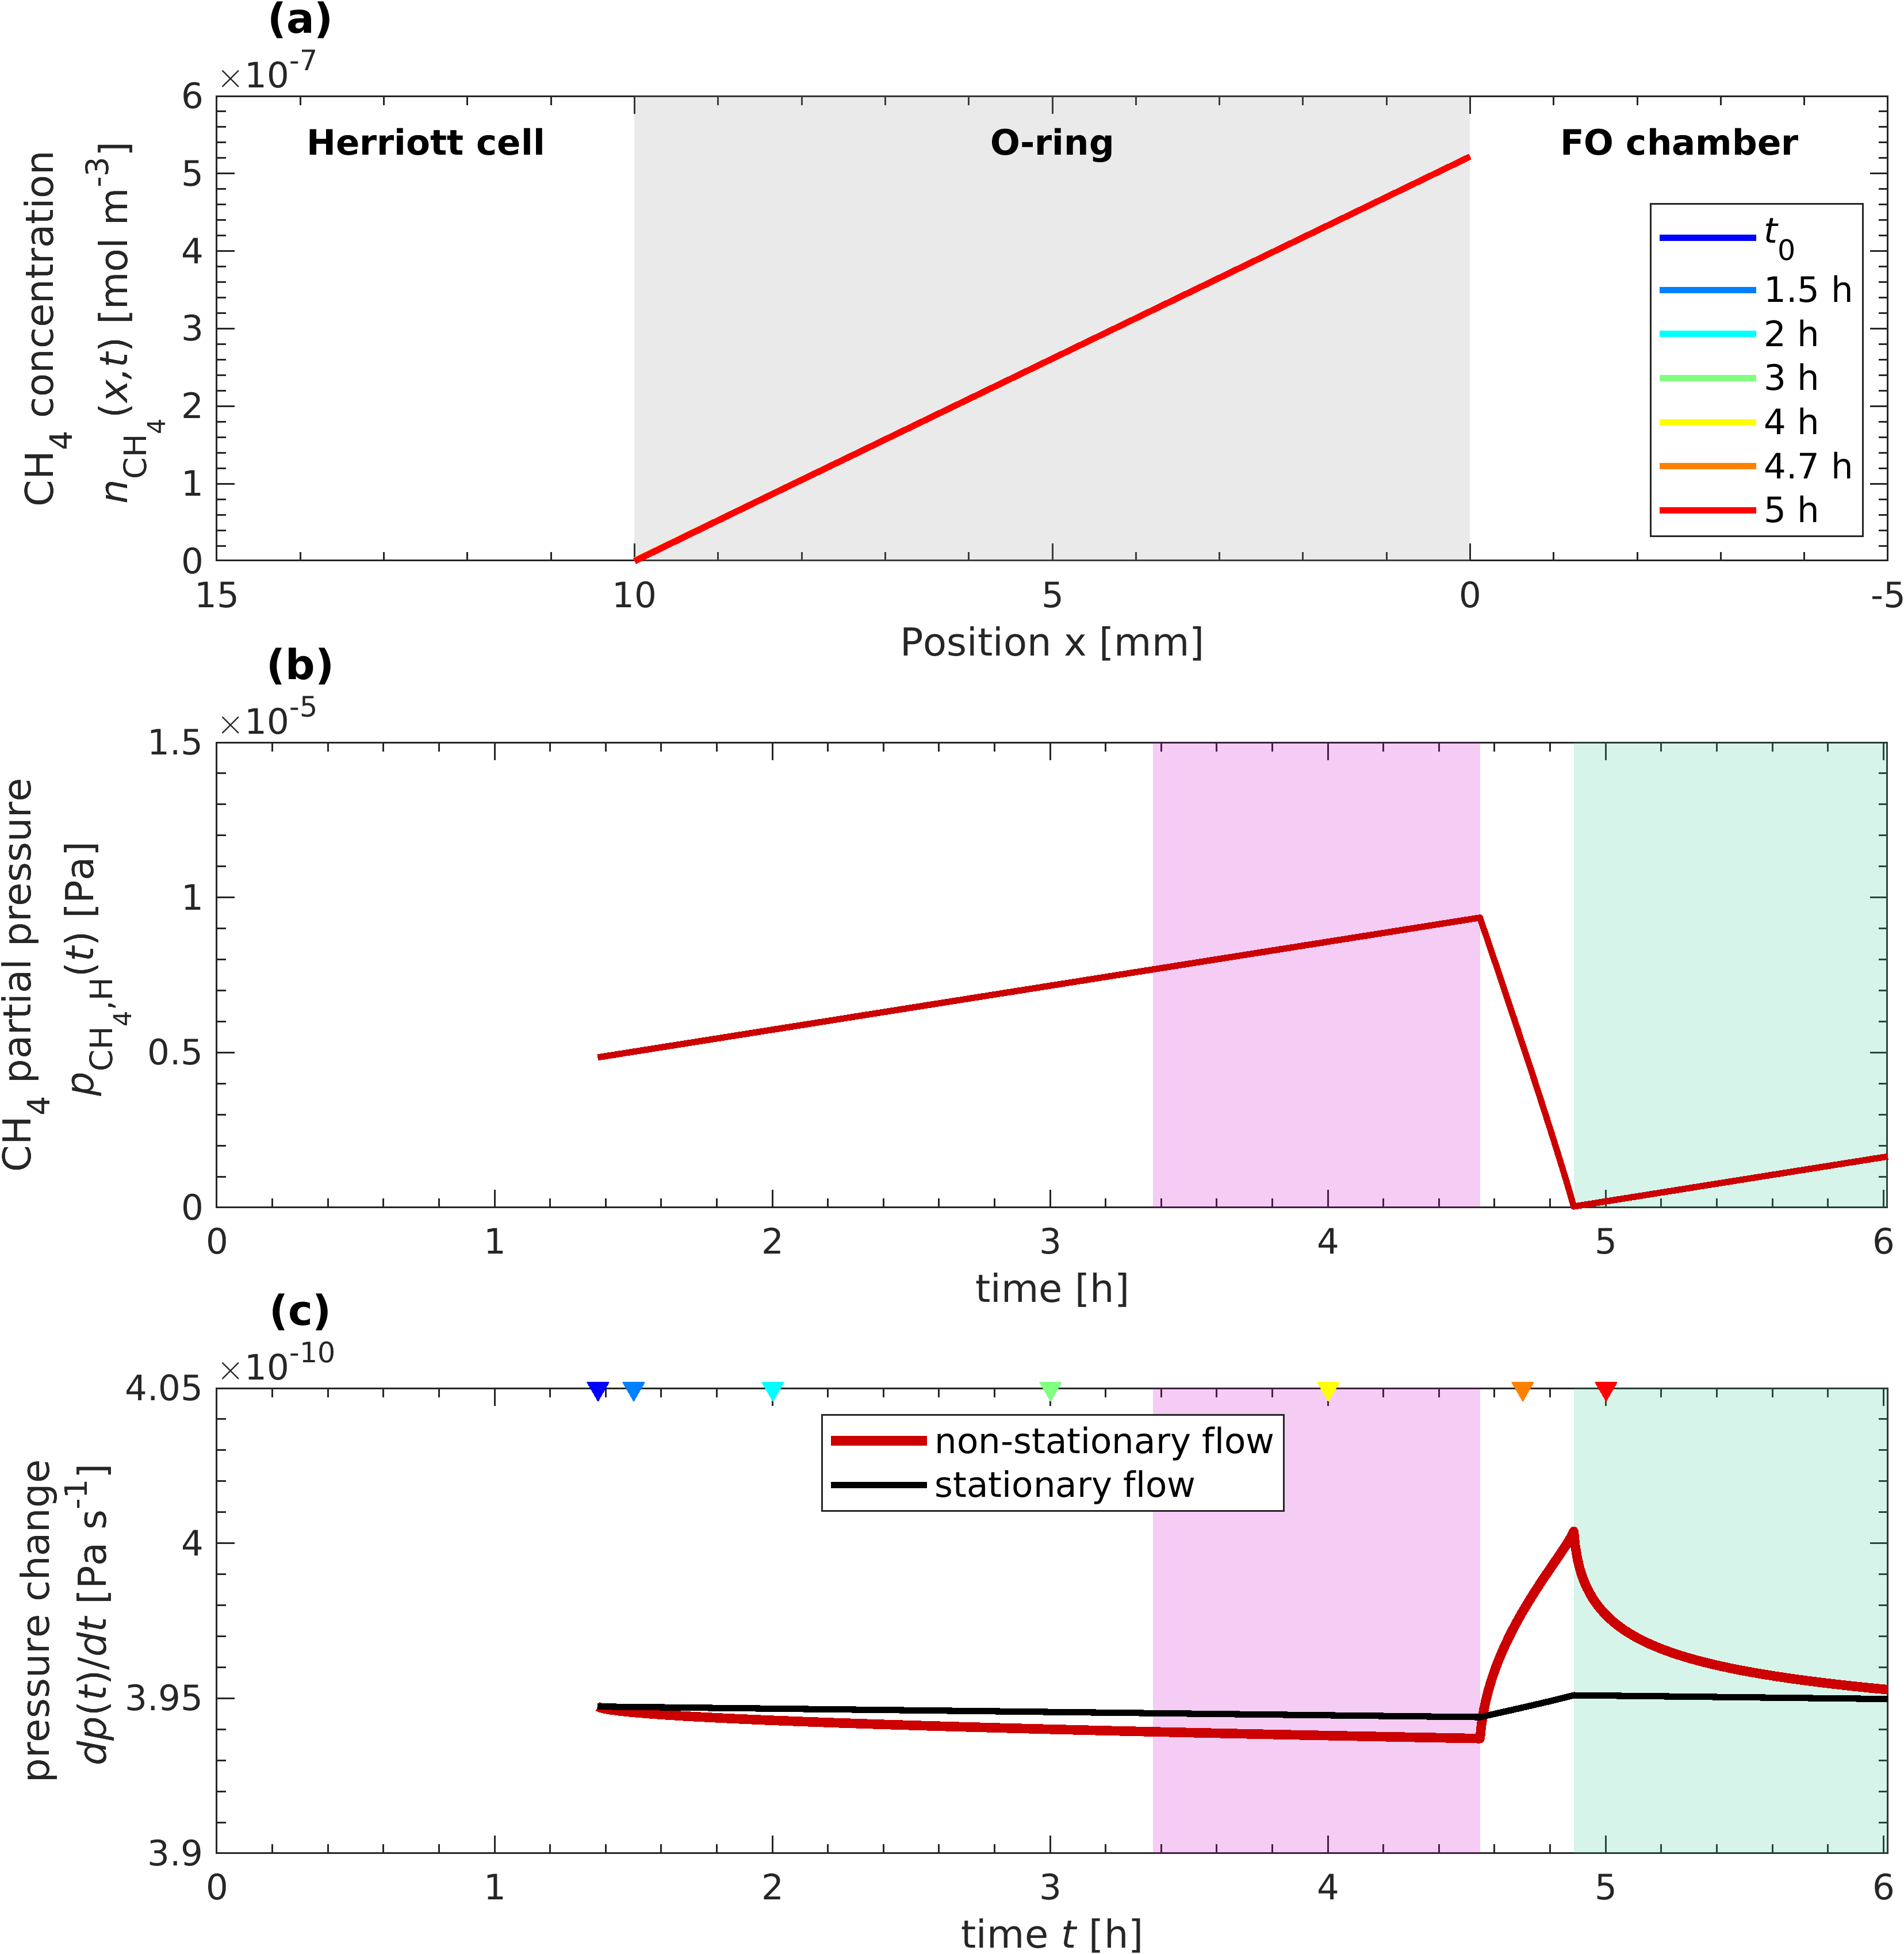 (a)
×10-7
6
5
4
3
2
1
0
CH4 concentration
nCH4(x,t) [mol m-3]
Herriott cell
O-ring
FO chamber
t0
1.5 h
2 h
3 h
4 h
4.7 h
5 h
15
10
5
0
-5
Position x [mm]
(b)
×10-5
1.5
1
0.5
0
CH4 partial pressure
pCH4,H(t) [Pa]
0
1
2
3
4
5
6
time [h]
(c)
×10-10
4.05
4
3.95
3.9
pressure change
dp(t)/dt [Pa s-1]
non-stationary flow
stationary flow
0
1
2
3
4
5
6
time t [h]